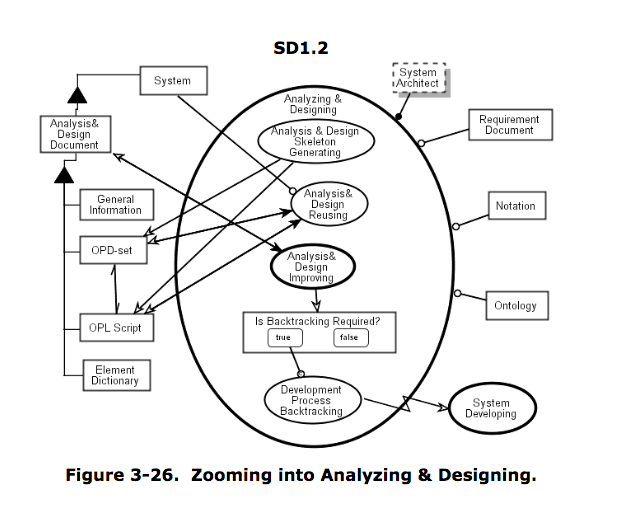 SD1.2
System
System
Architect
Analyzing &
Designing
Analysis&
Design
Document
Analysis & Design
Skeleton
Generating
Requirement
Document
General
Information
Analysis&
Design
Reusing
Notation
OPD-set
Analysis&
Design
Improving
Ontology
OPL Script
Is Backtracking Required?
true
false
Element
Dictionary
Development
Process
Backtracking
System
Developing
Figure 3-26. Zooming into Analyzing & Designing.